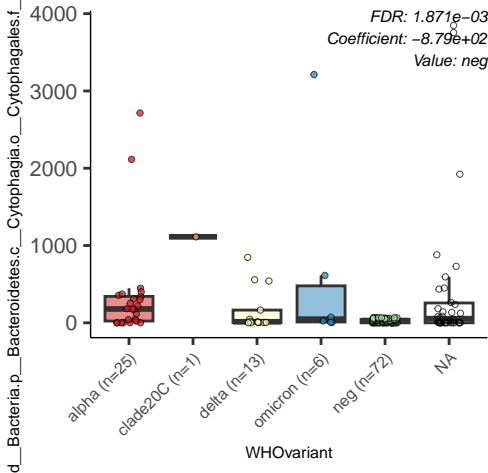 FDR: 1.871e−03
Coefficient: −8.79e+02
Value: neg
d__Bacteria.p__Bacteroidetes.c__Cytophagia.o__Cytophagales.f_
4000
3000
2000
1000
0
alpha (n=25)
clade20C (n=1)
delta (n=13)
omicron (n=6)
neg (n=72)
NA
WHOvariant